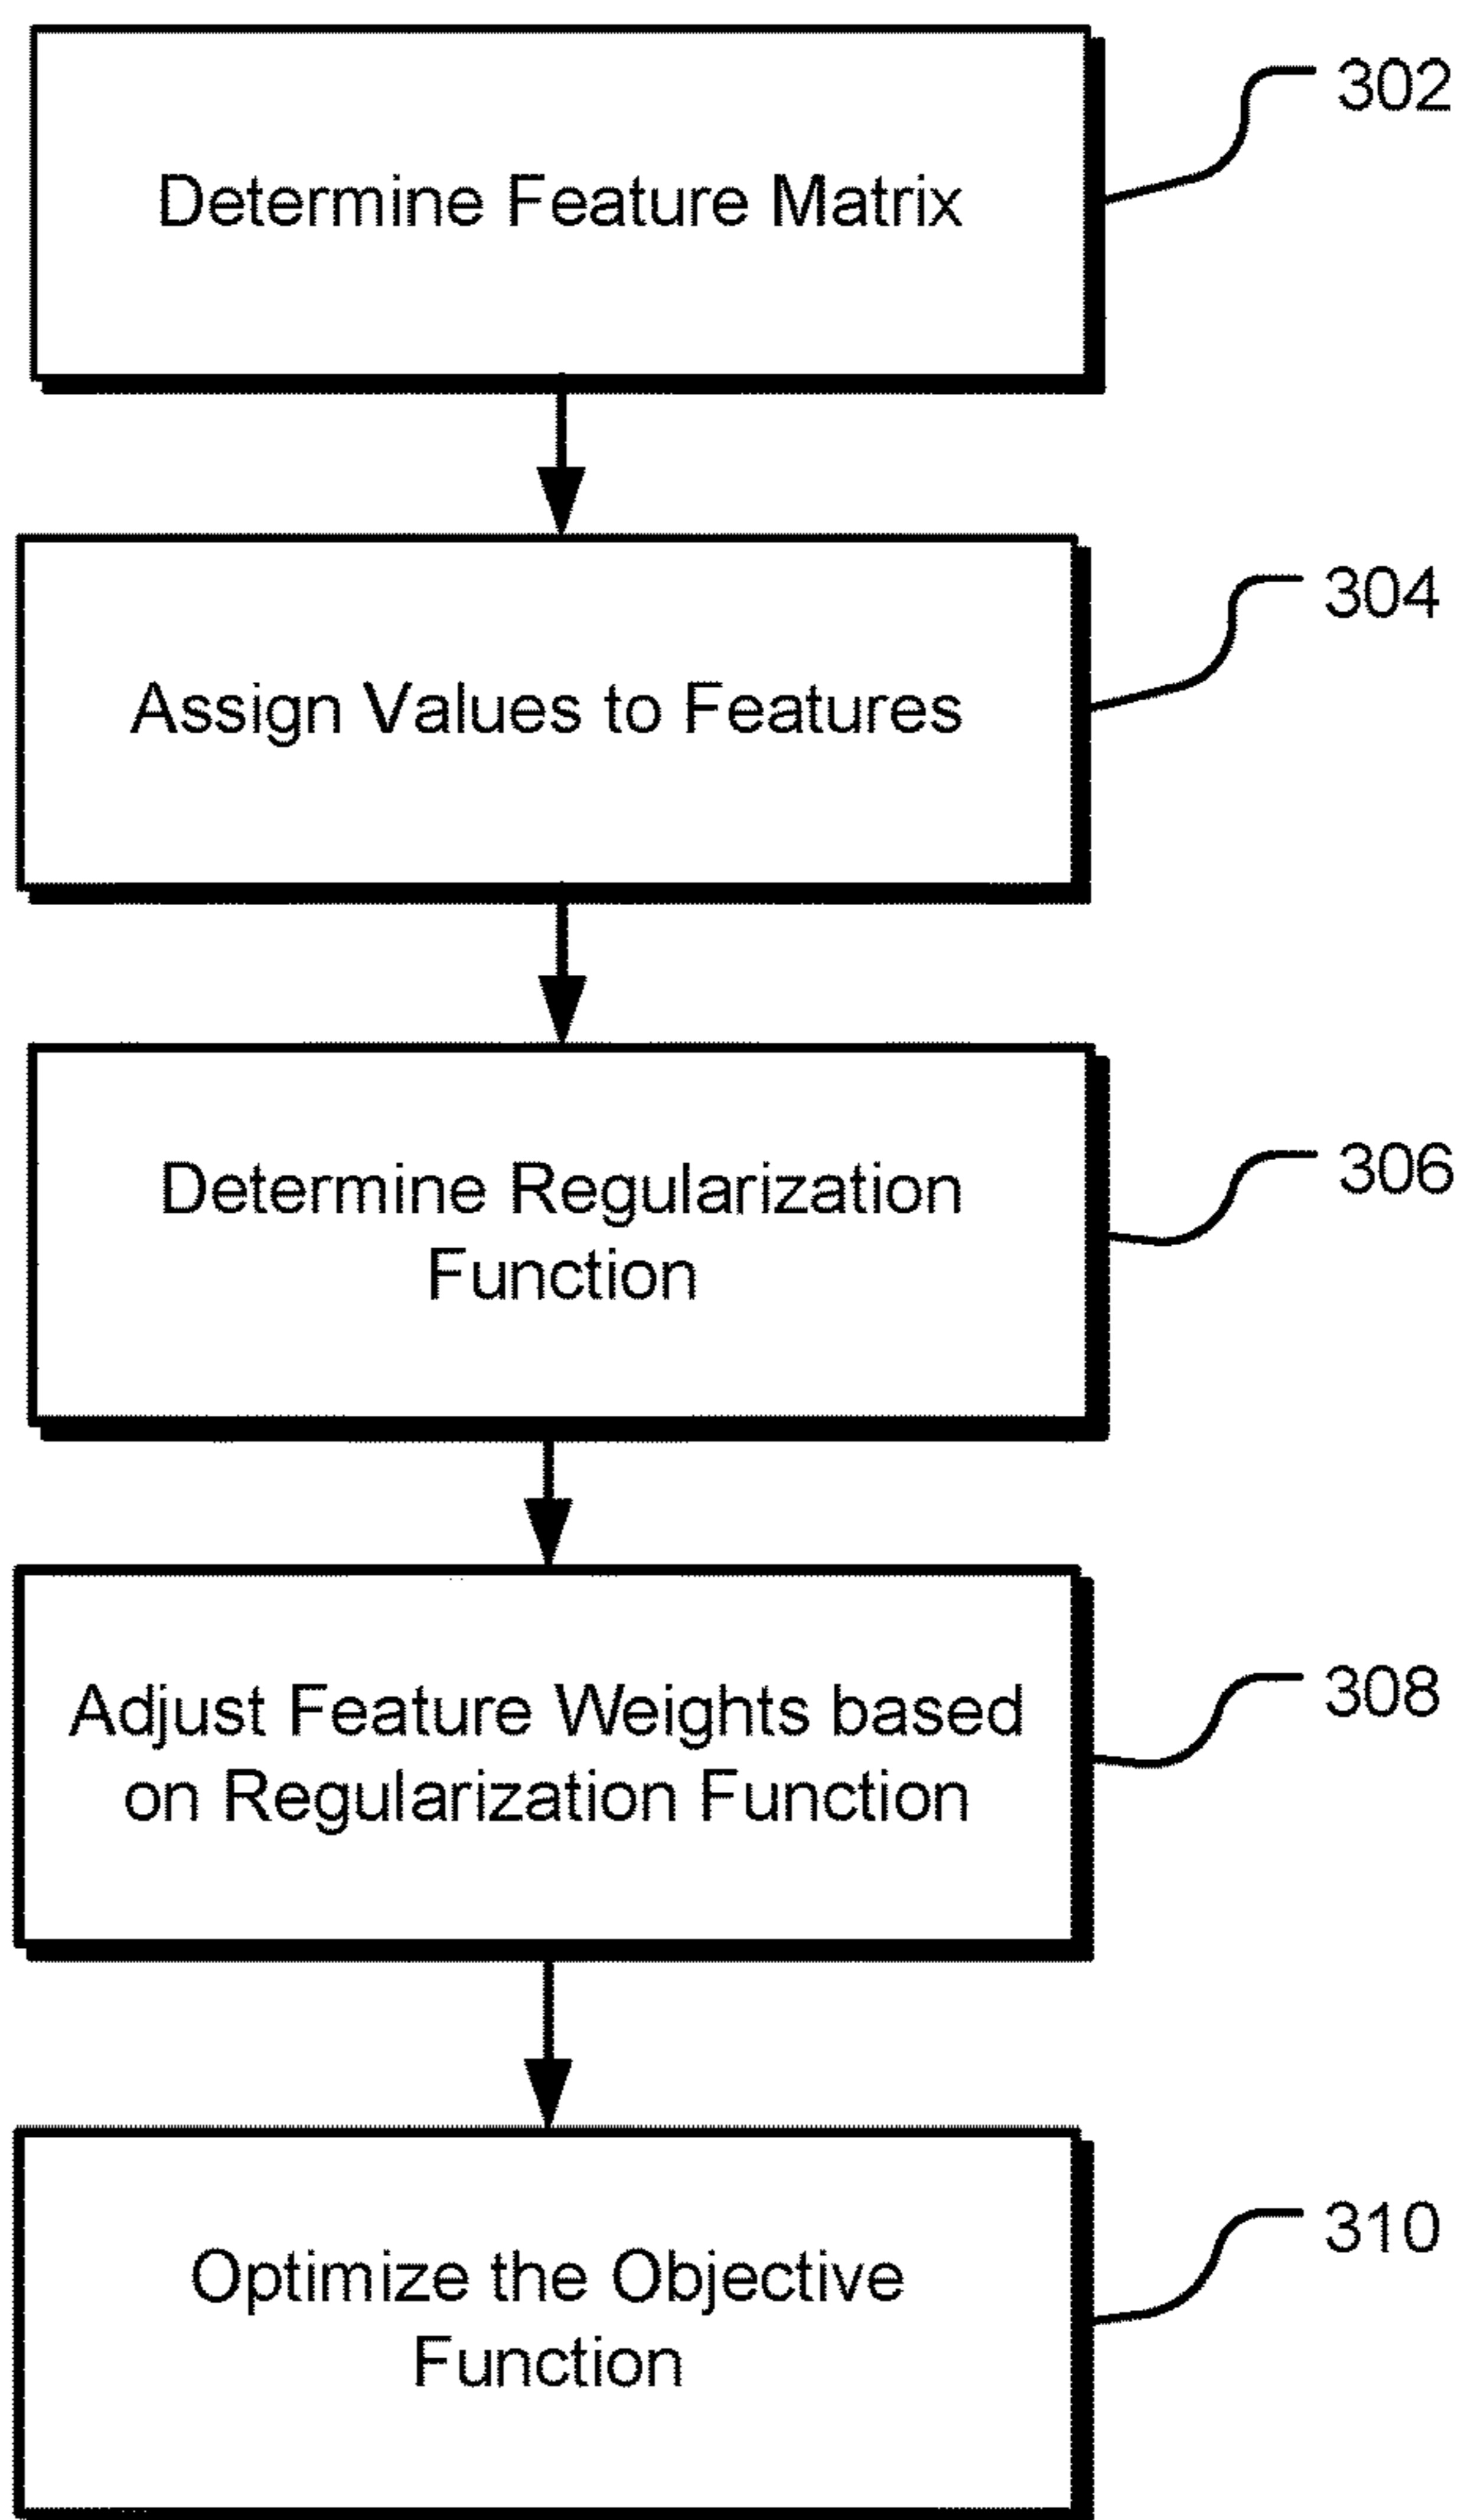 302
Determine Feature Matrix
304
Assign Values to Features
306
Determine Regularization
Function
308
Adjust Feature Weights based
on Regularization Function
310
Optimize the Objective
Function